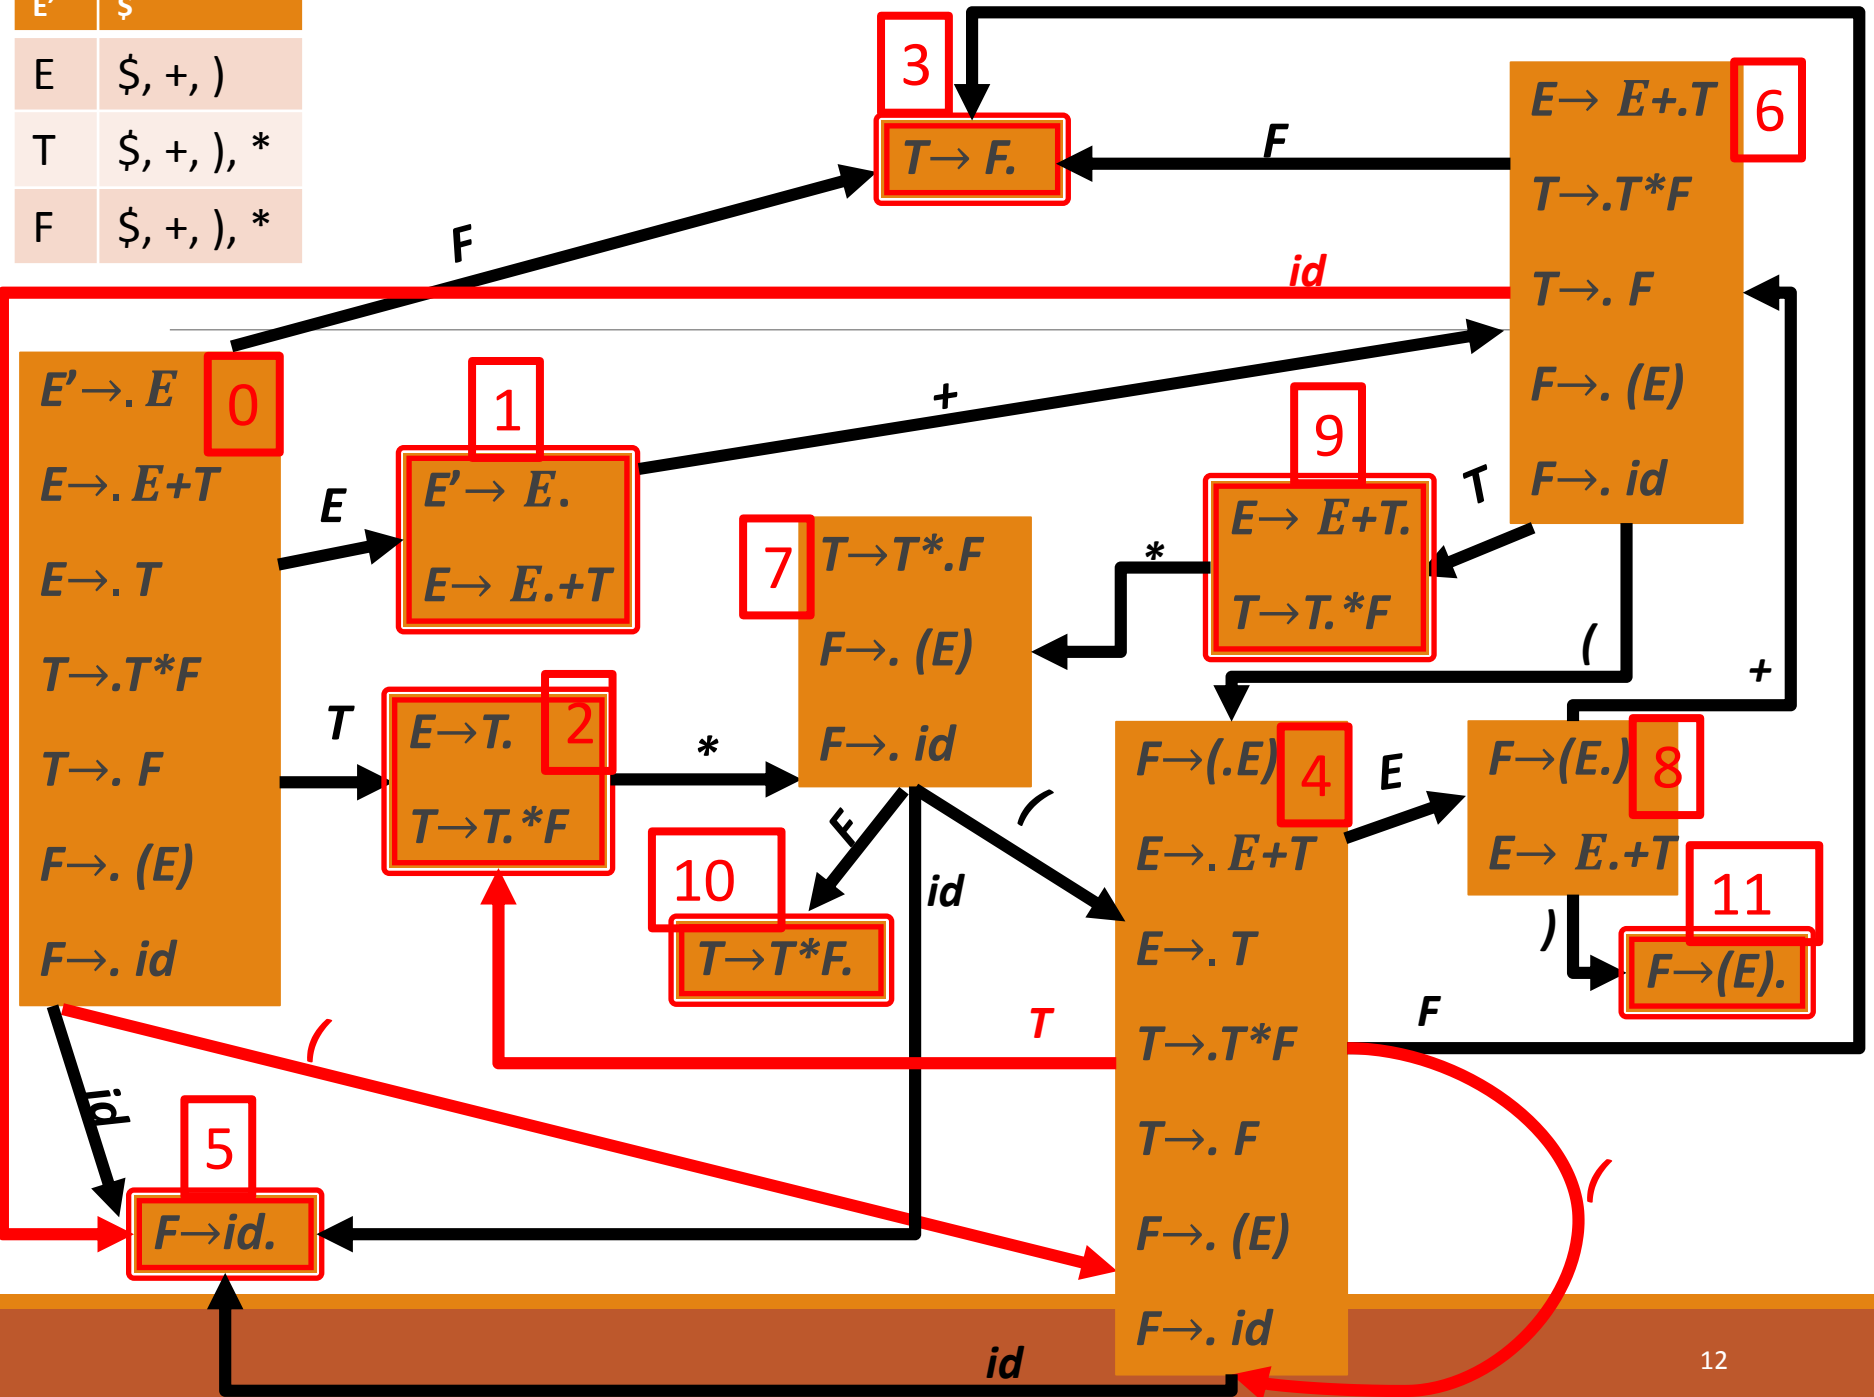 E' $
E $, +, )
T $, +, ), *
F $, +, ), *
3
T→ F.
F
F
6
E→ E+.T
T→.T*F
T→. F
F→. (E)
F→. id
id
0
E'→. E
E→. E+T
E→. T
T→.T*F
T→. F
F→. (E)
F→. id
E
1
E'→ E.
E→ E.+T
+
9
E→ E+T.
T→T.*F
T
*
(
+
7
T→T*.F
F→. (E)
F→. id
T
2
E→T.
T→T.*F
*
F
(
id
10
T→T*F.
4
F→(.E)
E→. E+T
E→. T
T→.T*F
T→. F
F→. (E)
F→. id
E
8
F→(E.)
E→ E.+T
)
11
F→(E).
F
T
(
id
(
5
F→id.
id
12